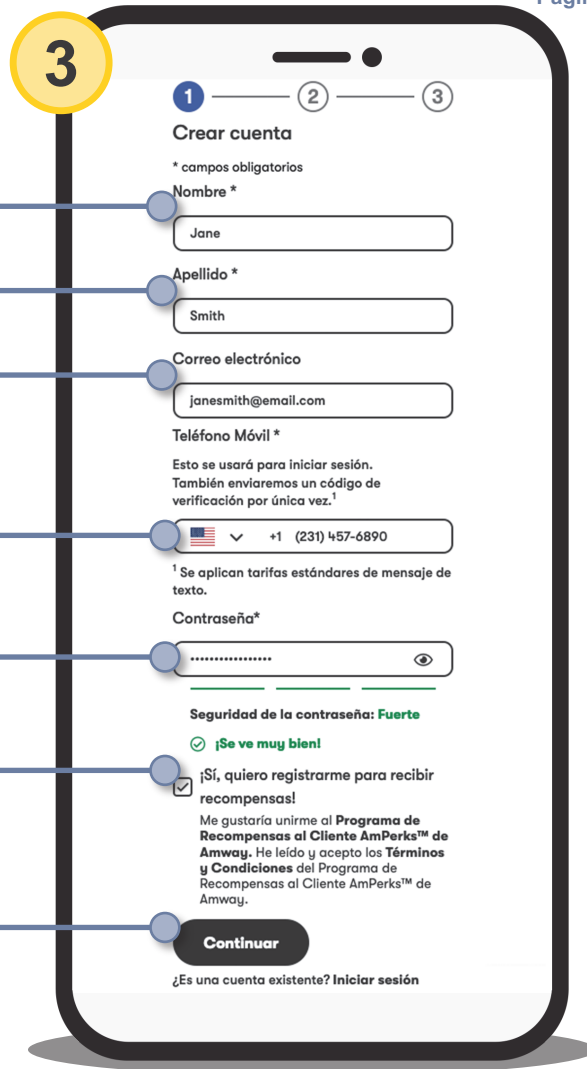 3
1 2 3
Crear cuenta
* campos obligatorios
Nombre *
Jane
Apellido *
Smith
Correo electrónico
janesmith@email.com
Teléfono Móvil *
Esto se usará para iniciar sesión.
También enviaremos un código de
verificación por única vez.¹
+1 (231) 457-6890
¹ Se aplican tarifas estándares de mensaje de
texto.
Contraseña*
•••••••••••••••••
Seguridad de la contraseña: Fuerte
¡Se ve muy bien!
¡Sí, quiero registrarme para recibir
recompensas!
Me gustaría unirme al Programa de
Recompensas al Cliente AmPerks™ de
Amway. He leído y acepto los Términos
y Condiciones del Programa de
Recompensas al Cliente AmPerks™ de
Amway.
Continuar
¿Es una cuenta existente? Iniciar sesión